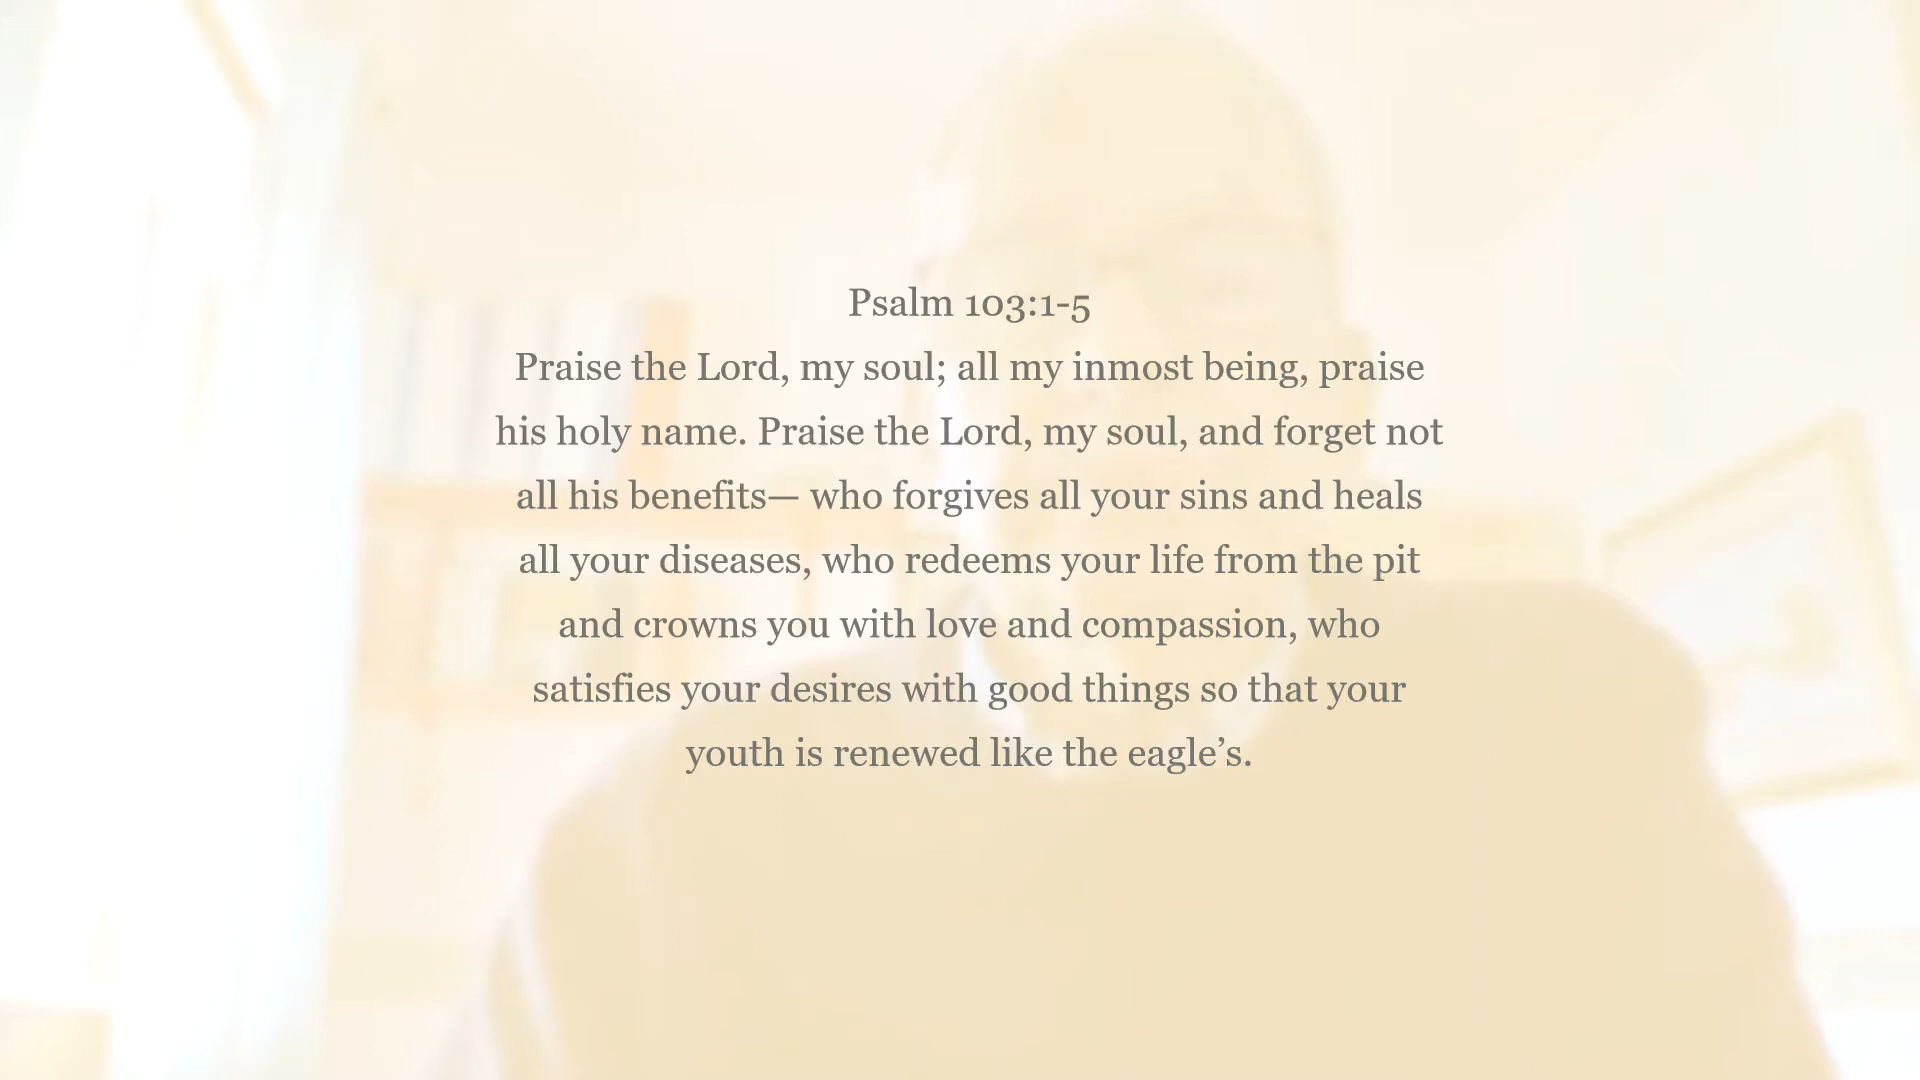 Psalm 103:1-5
Praise the Lord, my soul; all my inmost being, praise
his holy name. Praise the Lord, my soul, and forget not
all his benefits— who forgives all your sins and heals
all your diseases, who redeems your life from the pit
and crowns you with love and compassion, who
satisfies your desires with good things so that your
youth is renewed like the eagle’s.